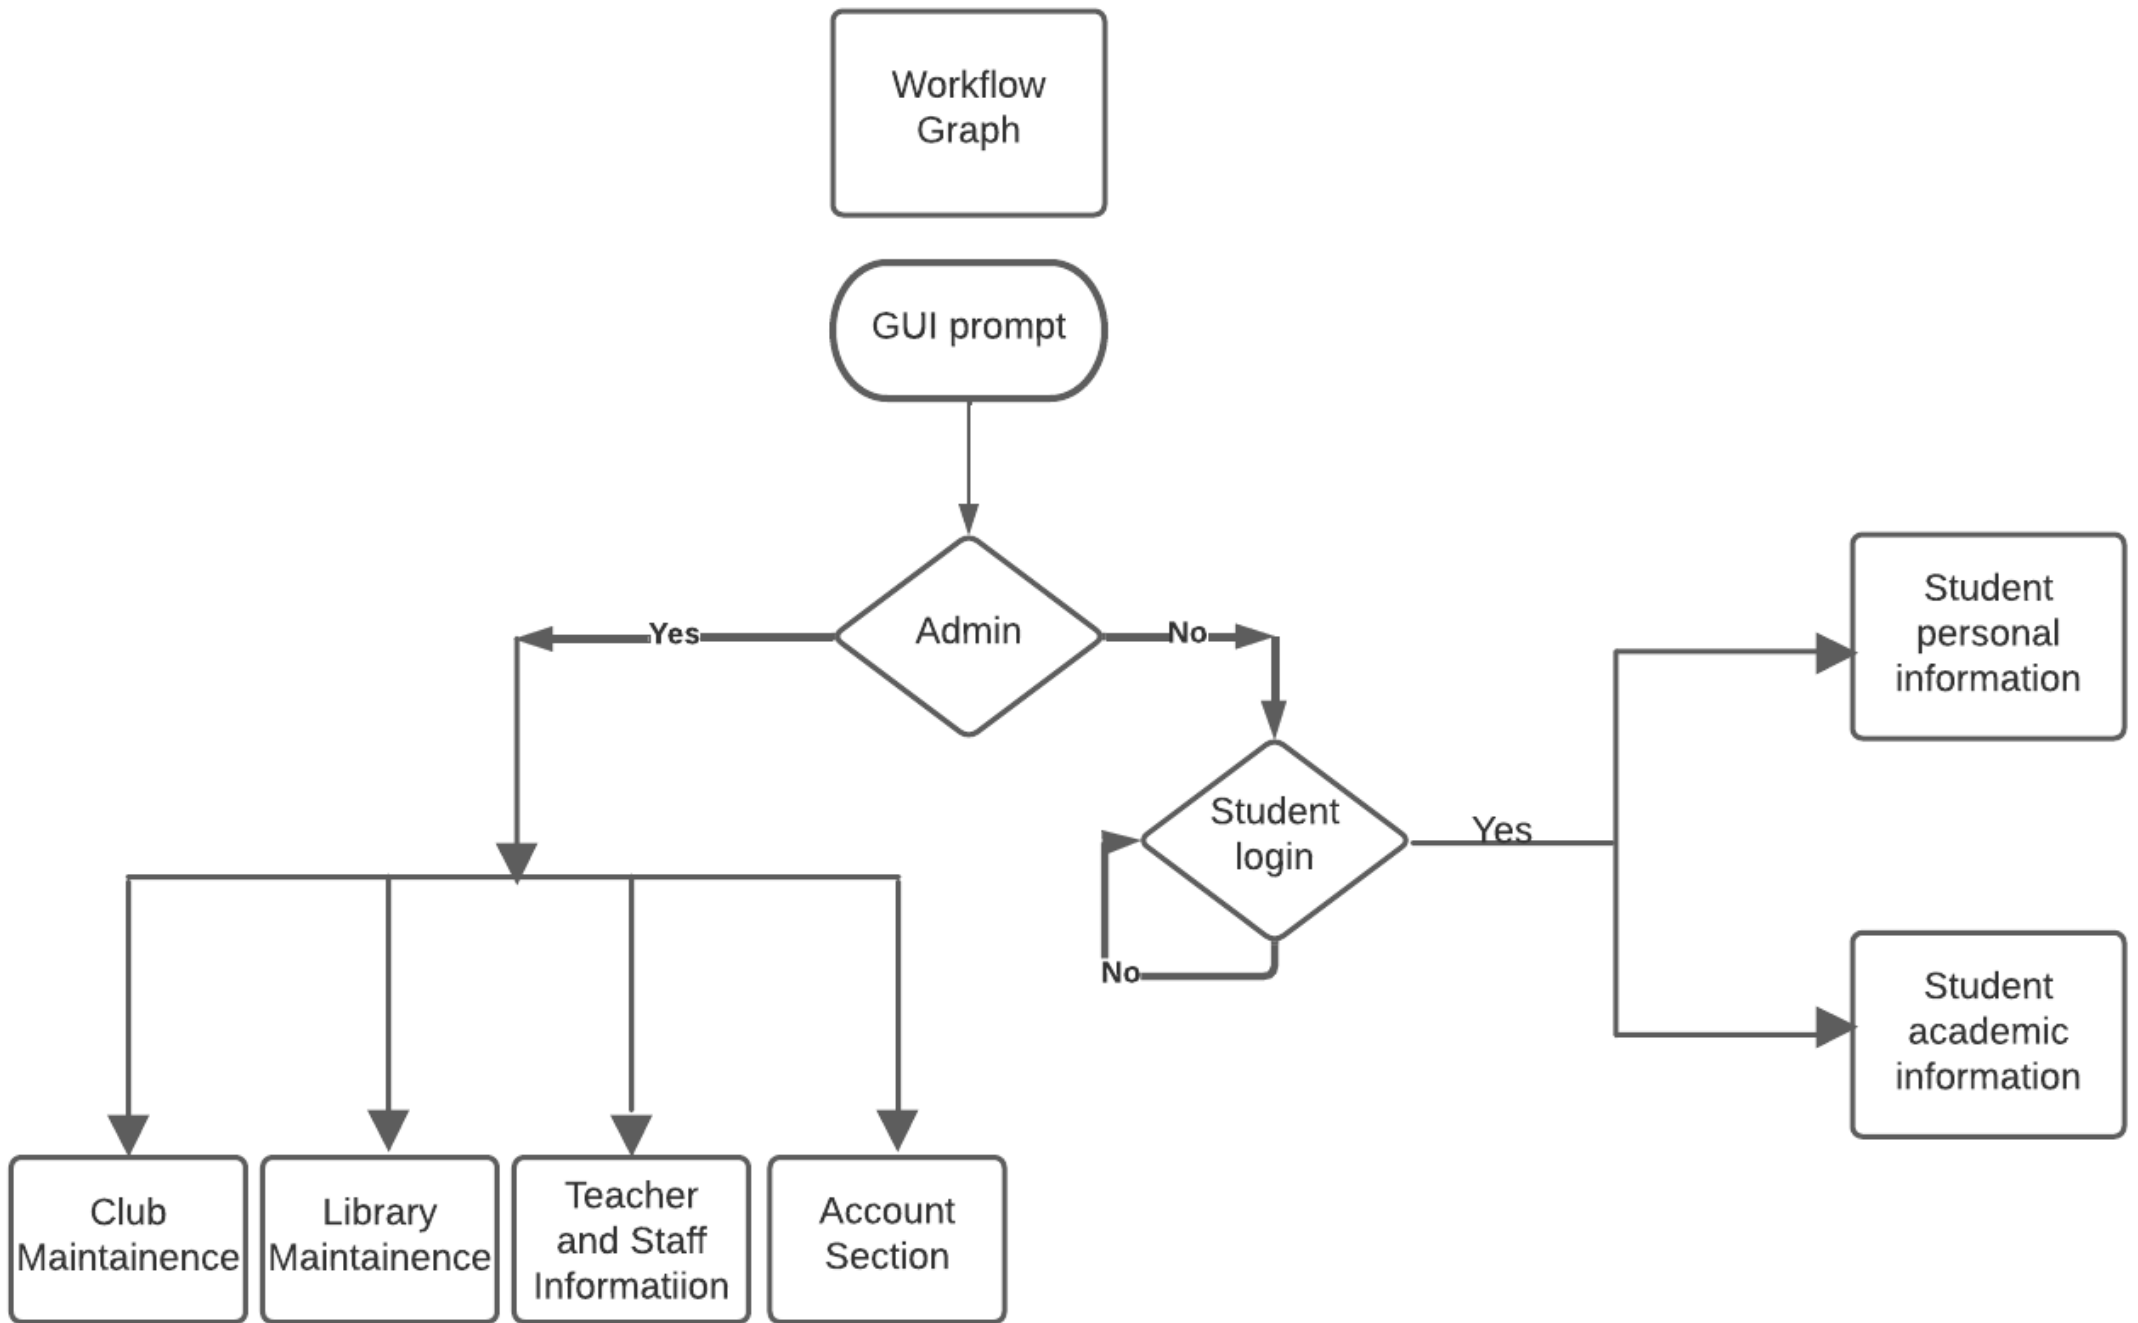 Workflow
Graph
GUI prompt
Admin
Yes
No
Student
login
Yes
No
Student
personal
information
Student
academic
information
Club
Maintainence
Library
Maintainence
Teacher
and Staff
Informatiion
Account
Section